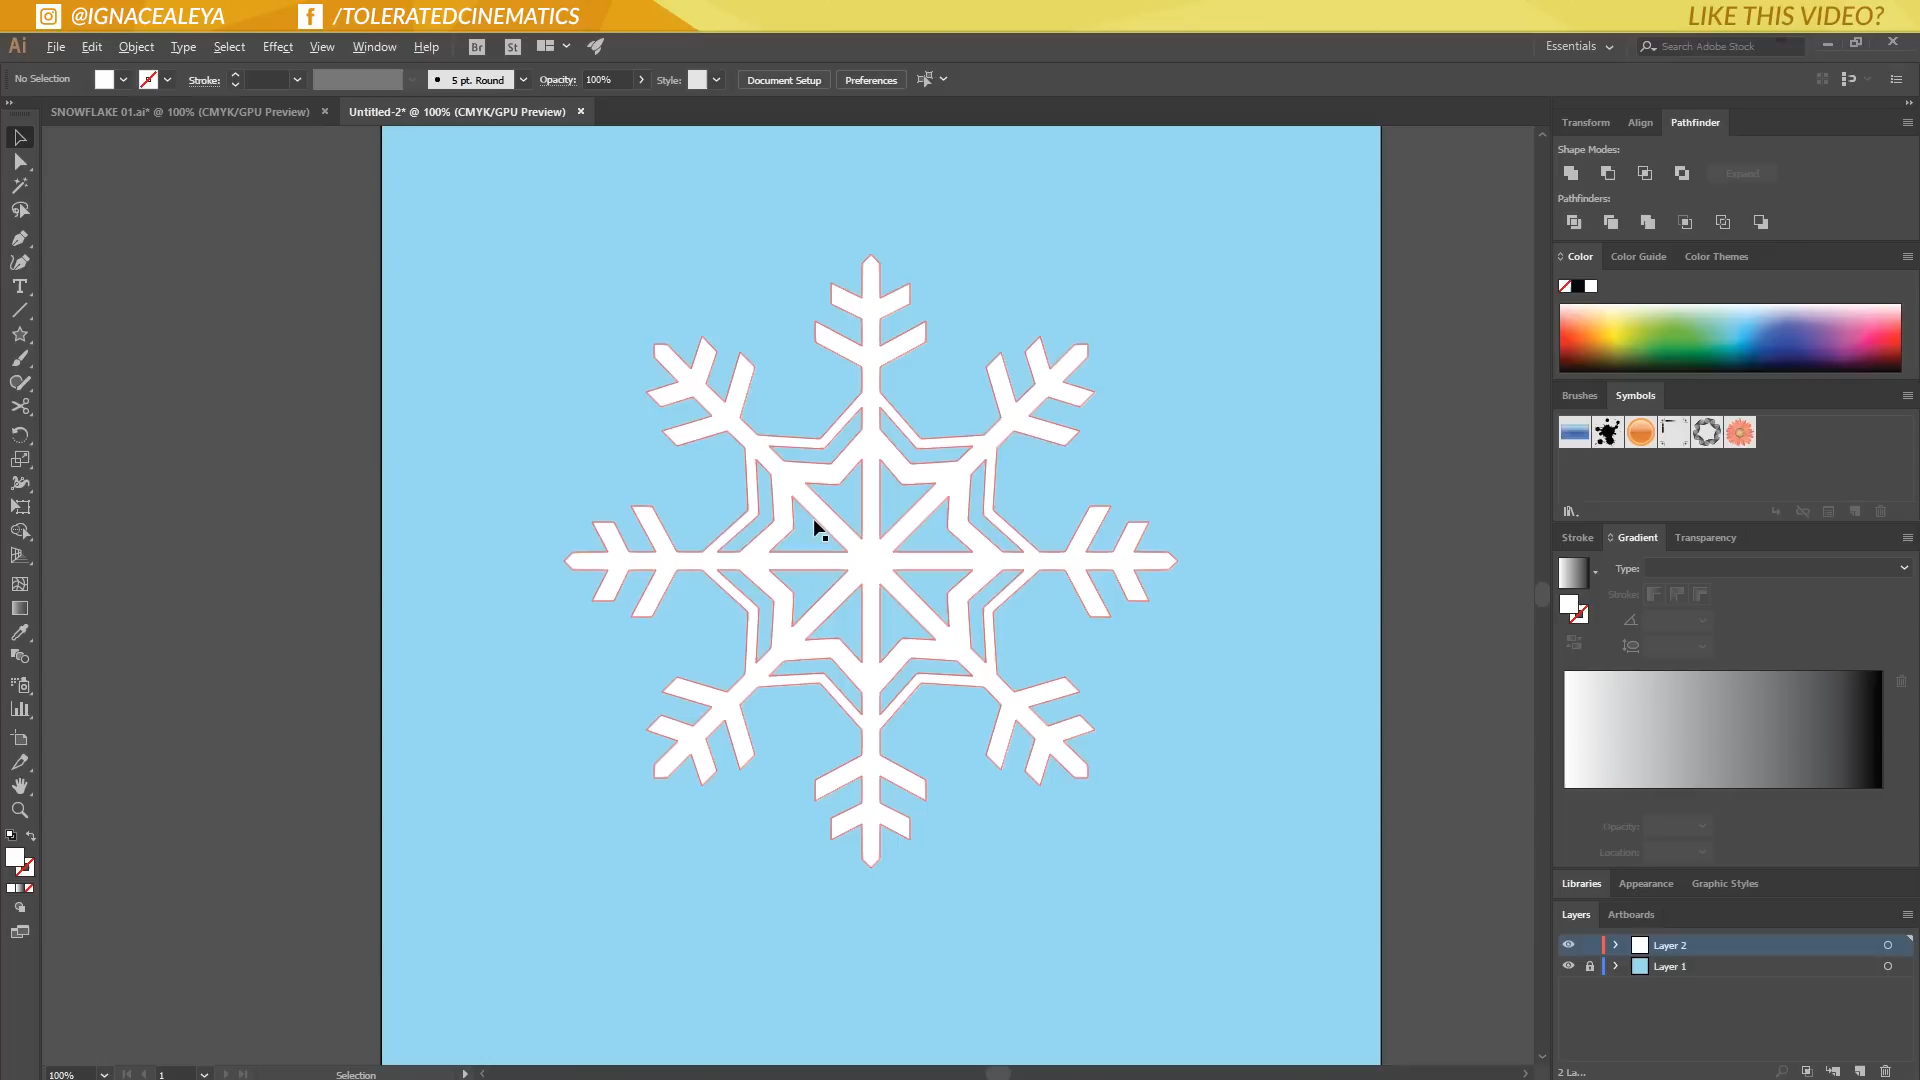 @IGNACEALEYA /TOLERATEDCINEMATICS LIKE THIS VIDEO?
Ai File Edit Object Type Select Effect View Window Help Br St Essentials Search Adobe Stock
No Selection Stroke: 5 pt. Round Opacity: 100% Style: Document Setup Preferences
SNOWFLAKE 01.ai* @ 100% (CMYK/GPU Preview) × Untitled-2* @ 100% (CMYK/GPU Preview) ×
Transform Align Pathfinder
Shape Modes:
Expand
Pathfinders:
Color Color Guide Color Themes
Brushes Symbols
Stroke Gradient Transparency
Type:
Stroke:
Opacity:
Location:
Libraries Appearance Graphic Styles
Layers Artboards
Layer 2
Layer 1
2 La...
100% 1 Selection